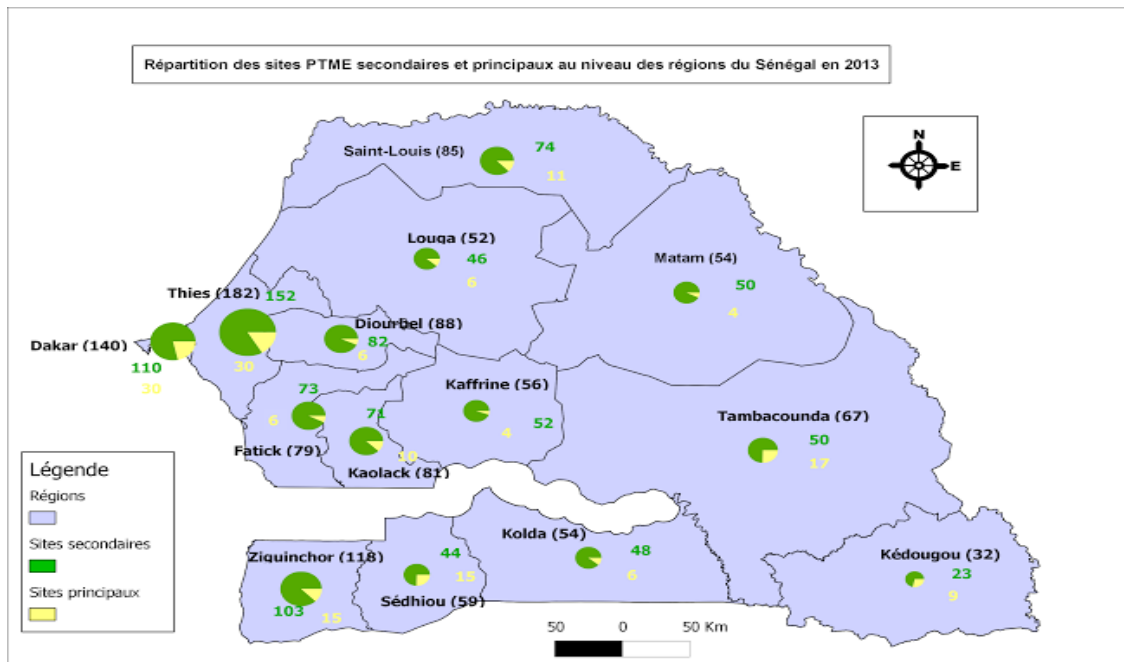 Répartition des sites PTME secondaires et principaux au niveau des régions du Sénégal en 2013
N
E
Saint-Louis (85)
74
11
Louga (52)
46
6
Matam (54)
50
4
Thies (182)
152
30
Diourbel (88)
82
6
Dakar (140)
110
30
73
6
Fatick (79)
71
10
Kaolack (81)
Kaffrine (56)
52
4
Tambacounda (67)
50
17
Légende
Régions
Sites secondaires
Sites principaux
Ziguinchor (118)
103
15
44
15
Sédhiou (59)
Kolda (54)
48
6
Kédougou (32)
23
9
50 0 50 Km